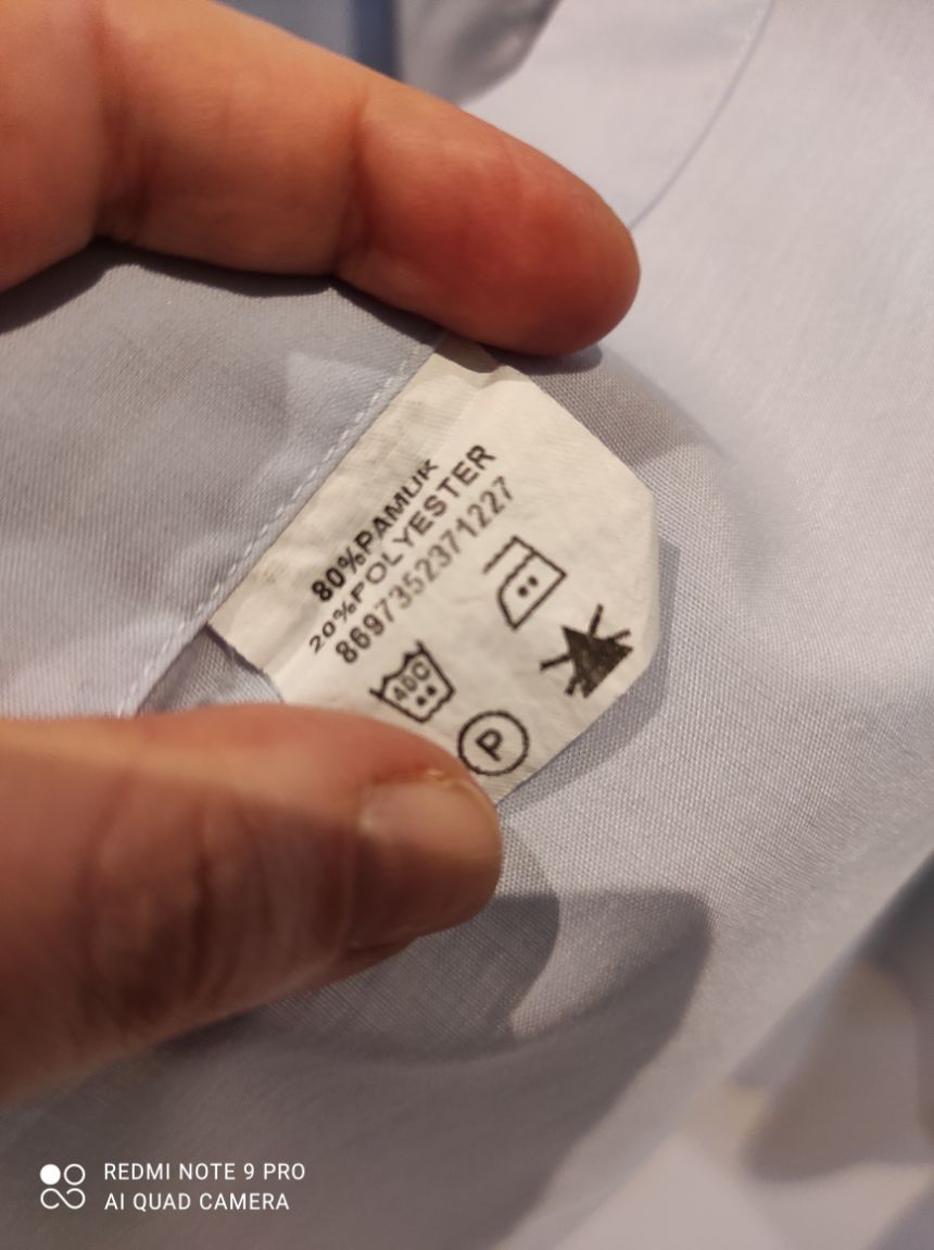 80%PAMUK
20%POLYESTER
8697352371227
40C
P
REDMI NOTE 9 PRO
AI QUAD CAMERA